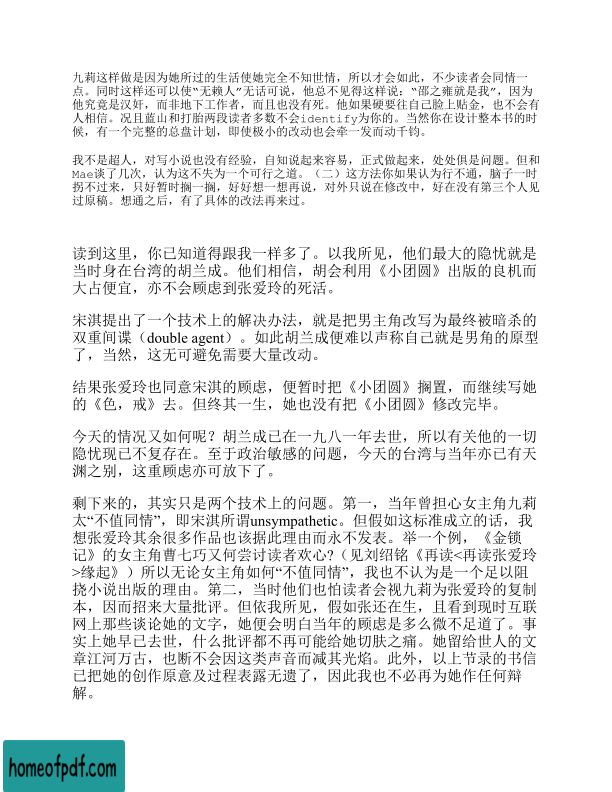 九莉这样做是因为她所过的生活使她完全不知世情，所以才会如此，不少读者会同情一
点。同时这样还可以使“无赖人”无话可说，他总不见得这样说：“邵之雍就是我”，因为
他究竟是汉奸，而非地下工作者，而且也没有死。他如果硬要往自己脸上贴金，也不会有
人相信。况且蓝山和打胎两段读者多数不会identify为你的。当然你在设计整本书的时
候，有一个完整的总盘计划，即使极小的改动也会牵一发而动千钧。
我不是超人，对写小说也没有经验，自知说起来容易，正式做起来，处处俱是问题。但和
Mae谈了几次，认为这不失为一个可行之道。（二）这方法你如果认为行不通，脑子一时
拐不过来，只好暂时搁一搁，好好想一想再说，对外只说在修改中，好在没有第三个人见
过原稿。想通之后，有了具体的改法再来过。
读到这里，你已知道得跟我一样多了。以我所见，他们最大的隐忧就是
当时身在台湾的胡兰成。他们相信，胡会利用《小团圆》出版的良机而
大占便宜，亦不会顾虑到张爱玲的死活。
宋淇提出了一个技术上的解决办法，就是把男主角改写为最终被暗杀的
双重间谍（double agent）。如此胡兰成便难以声称自己就是男角的原型
了，当然，这无可避免需要大量改动。
结果张爱玲也同意宋淇的顾虑，便暂时把《小团圆》搁置，而继续写她
的《色，戒》去。但终其一生，她也没有把《小团圆》修改完毕。
今天的情况又如何呢？胡兰成已在一九八一年去世，所以有关他的一切
隐忧现已不复存在。至于政治敏感的问题，今天的台湾与当年亦已有天
渊之别，这重顾虑亦可放下了。
剩下来的，其实只是两个技术上的问题。第一，当年曾担心女主角九莉
太“不值同情”，即宋淇所谓unsympathetic。但假如这标准成立的话，我
想张爱玲其余很多作品也该据此理由而永不发表。举一个例，《金锁
记》的女主角曹七巧又何尝讨读者欢心?（见刘绍铭《再读<再读张爱玲
>缘起》）所以无论女主角如何“不值同情”，我也不认为是一个足以阻
挠小说出版的理由。第二，当时他们也怕读者会视九莉为张爱玲的复制
本，因而招来大量批评。但依我所见，假如张还在生，且看到现时互联
网上那些谈论她的文字，她便会明白当年的顾虑是多么微不足道了。事
实上她早已去世，什么批评都不再可能给她切肤之痛。她留给世人的文
章江河万古，也断不会因这类声音而减其光焰。此外，以上节录的书信
已把她的创作原意及过程表露无遗了，因此我也不必再为她作任何辩
解。
homeofpdf.com